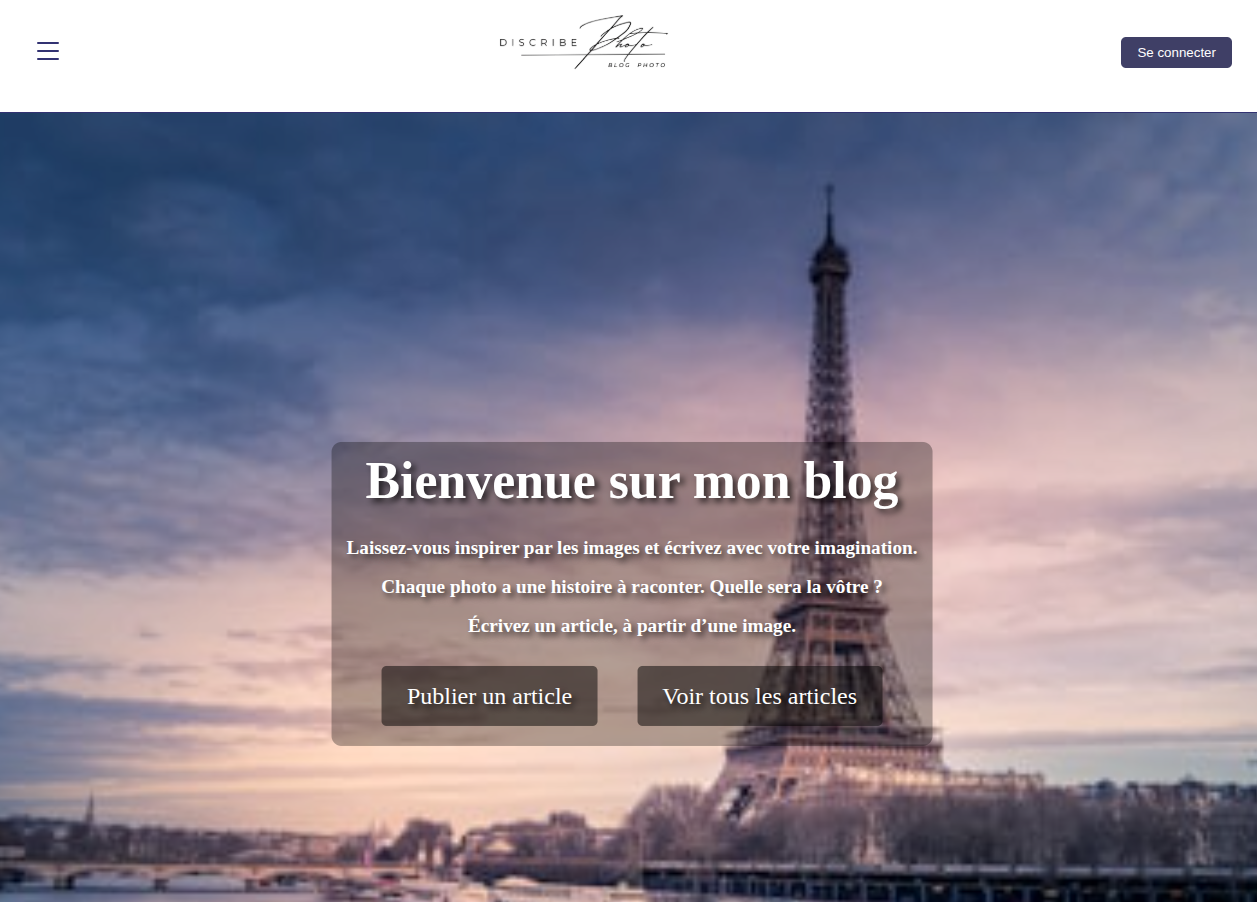 DISCRIBE Photo
BLOG PHOTO
Se connecter
Bienvenue sur mon blog
Laissez-vous inspirer par les images et écrivez avec votre imagination.
Chaque photo a une histoire à raconter. Quelle sera la vôtre ?
Écrivez un article, à partir d’une image.
Publier un article
Voir tous les articles